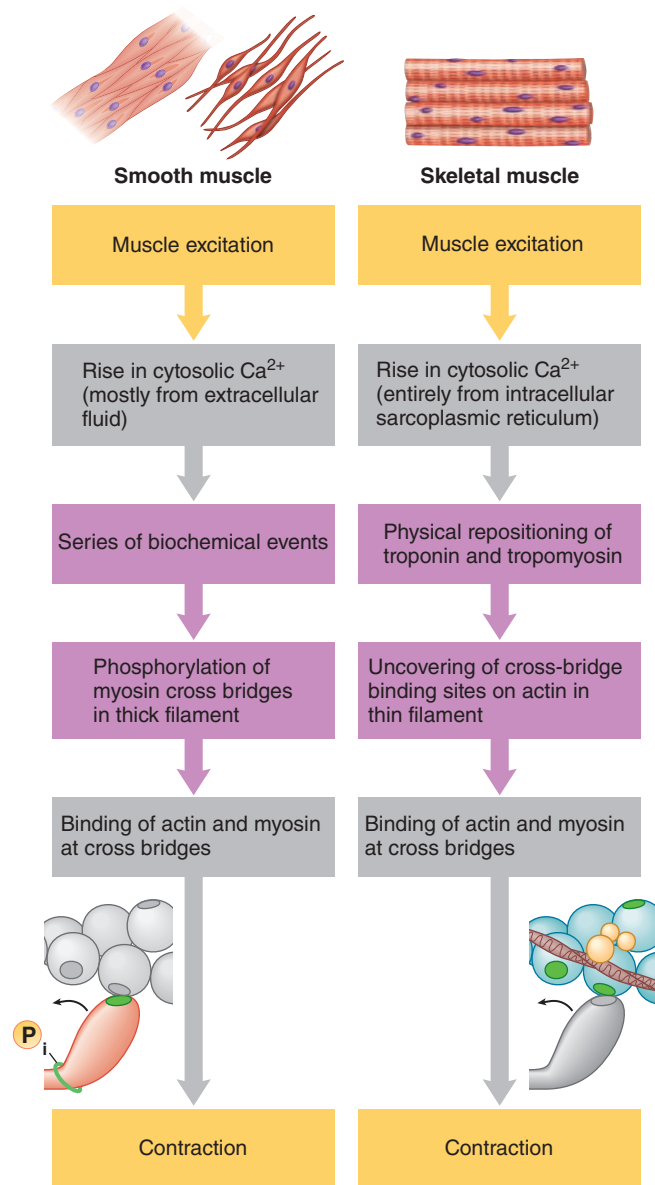 Smooth muscle
Muscle excitation
Rise in cytosolic Ca²⁺
(mostly from extracellular
fluid)
Series of biochemical events
Phosphorylation of
myosin cross bridges
in thick filament
Binding of actin and myosin
at cross bridges
P
i
Contraction
Skeletal muscle
Muscle excitation
Rise in cytosolic Ca²⁺
(entirely from intracellular
sarcoplasmic reticulum)
Physical repositioning of
troponin and tropomyosin
Uncovering of cross-bridge
binding sites on actin in
thin filament
Binding of actin and myosin
at cross bridges
Contraction